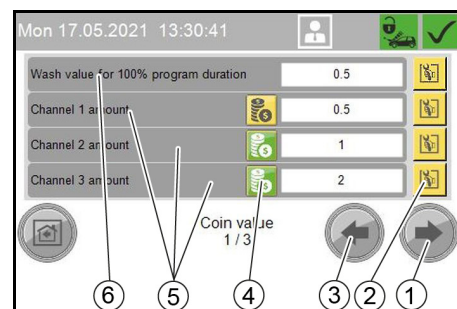 Mon 17.05.2021 13:30:41
Wash value for 100% program duration 0.5
Channel 1 amount 0.5
Channel 2 amount 1
Channel 3 amount 2
Coin value
1 / 3
6 5 4 3 2 1